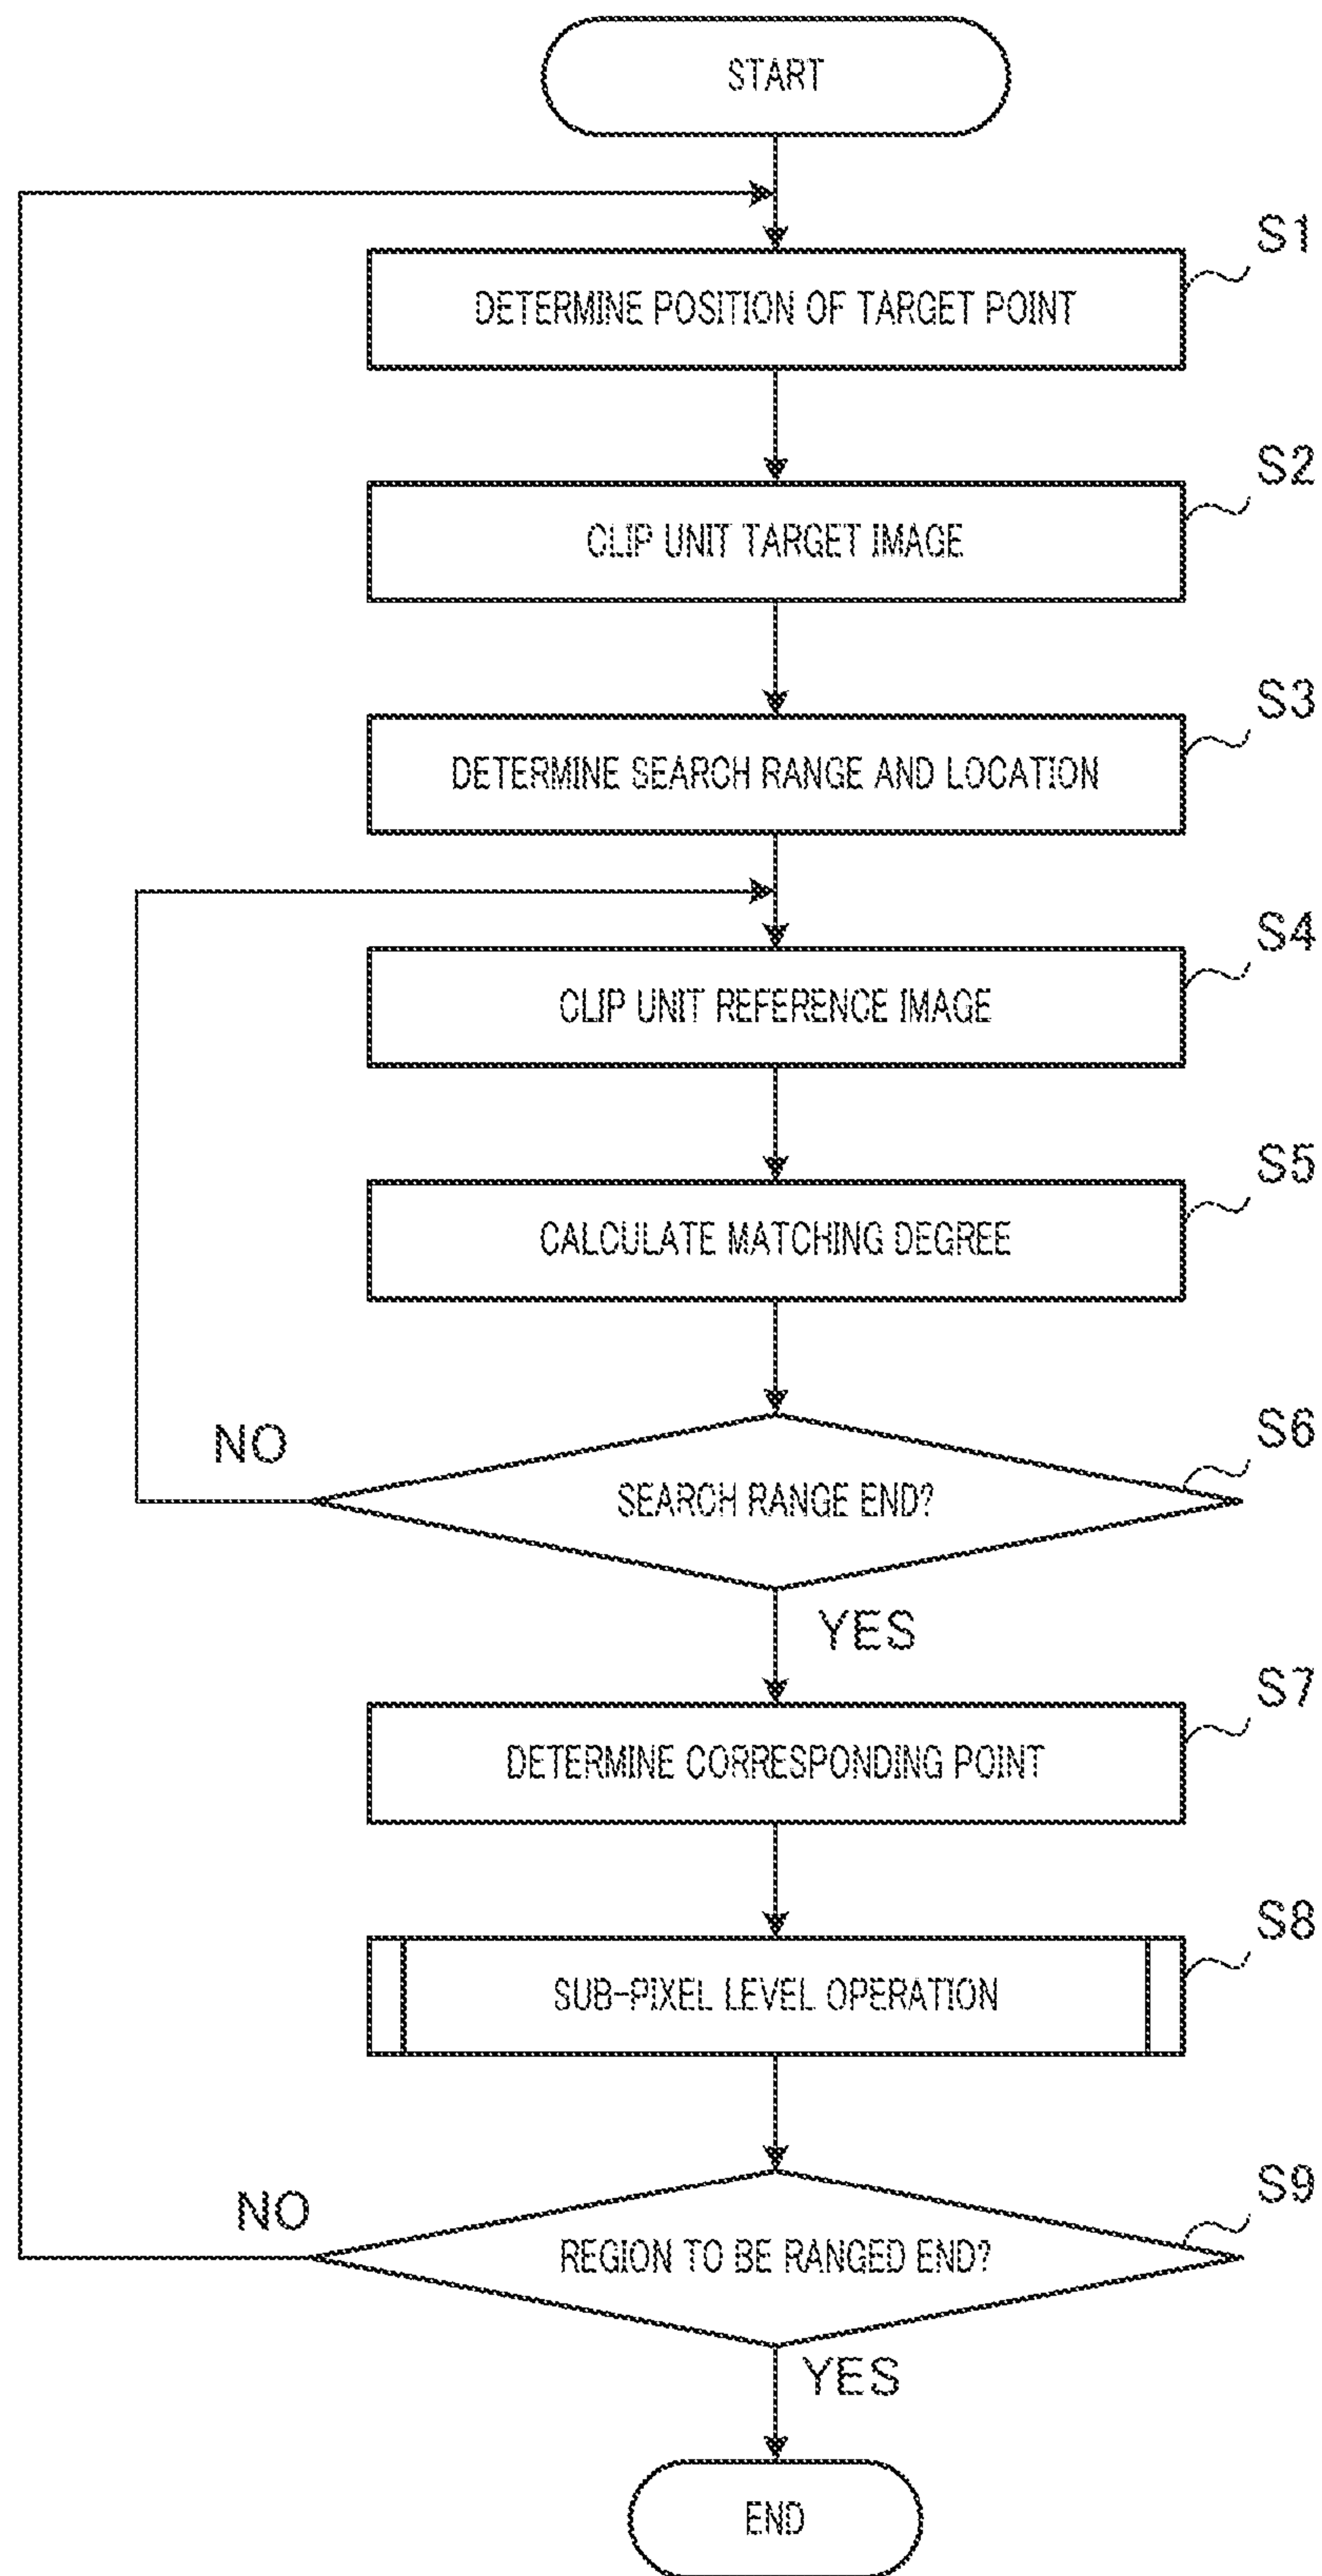 START
S1
DETERMINE POSITION OF TARGET POINT
S2
CLIP UNIT TARGET IMAGE
S3
DETERMINE SEARCH RANGE AND LOCATION
S4
CLIP UNIT REFERENCE IMAGE
S5
CALCULATE MATCHING DEGREE
S6
NO
SEARCH RANGE END?
YES
S7
DETERMINE CORRESPONDING POINT
S8
SUB-PIXEL LEVEL OPERATION
S9
NO
REGION TO BE RANGED END?
YES
END